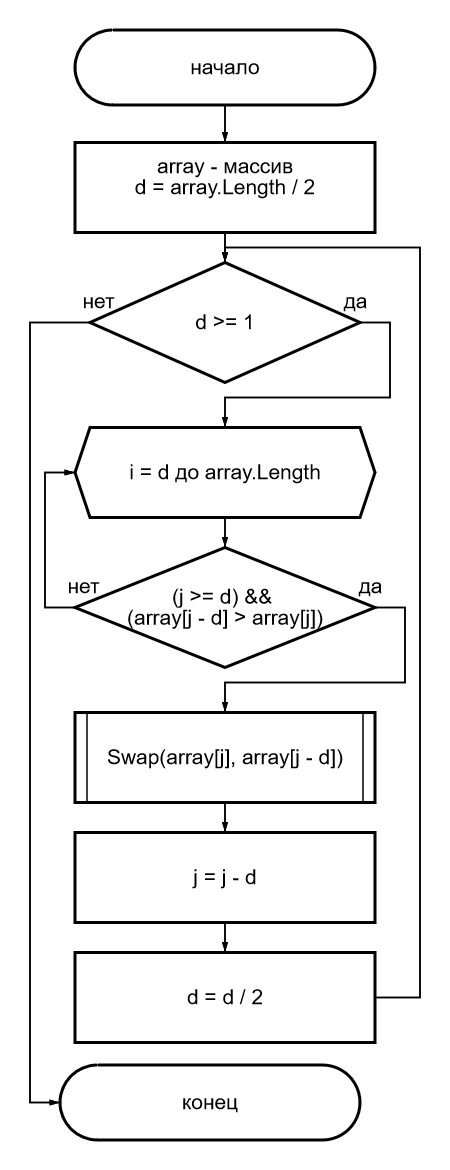 начало
array - массив
d = array.Length / 2
нет
да
d >= 1
i = d до array.Length
нет
да
(j >= d) &&
(array[j - d] > array[j])
Swap(array[j], array[j - d])
j = j - d
d = d / 2
конец